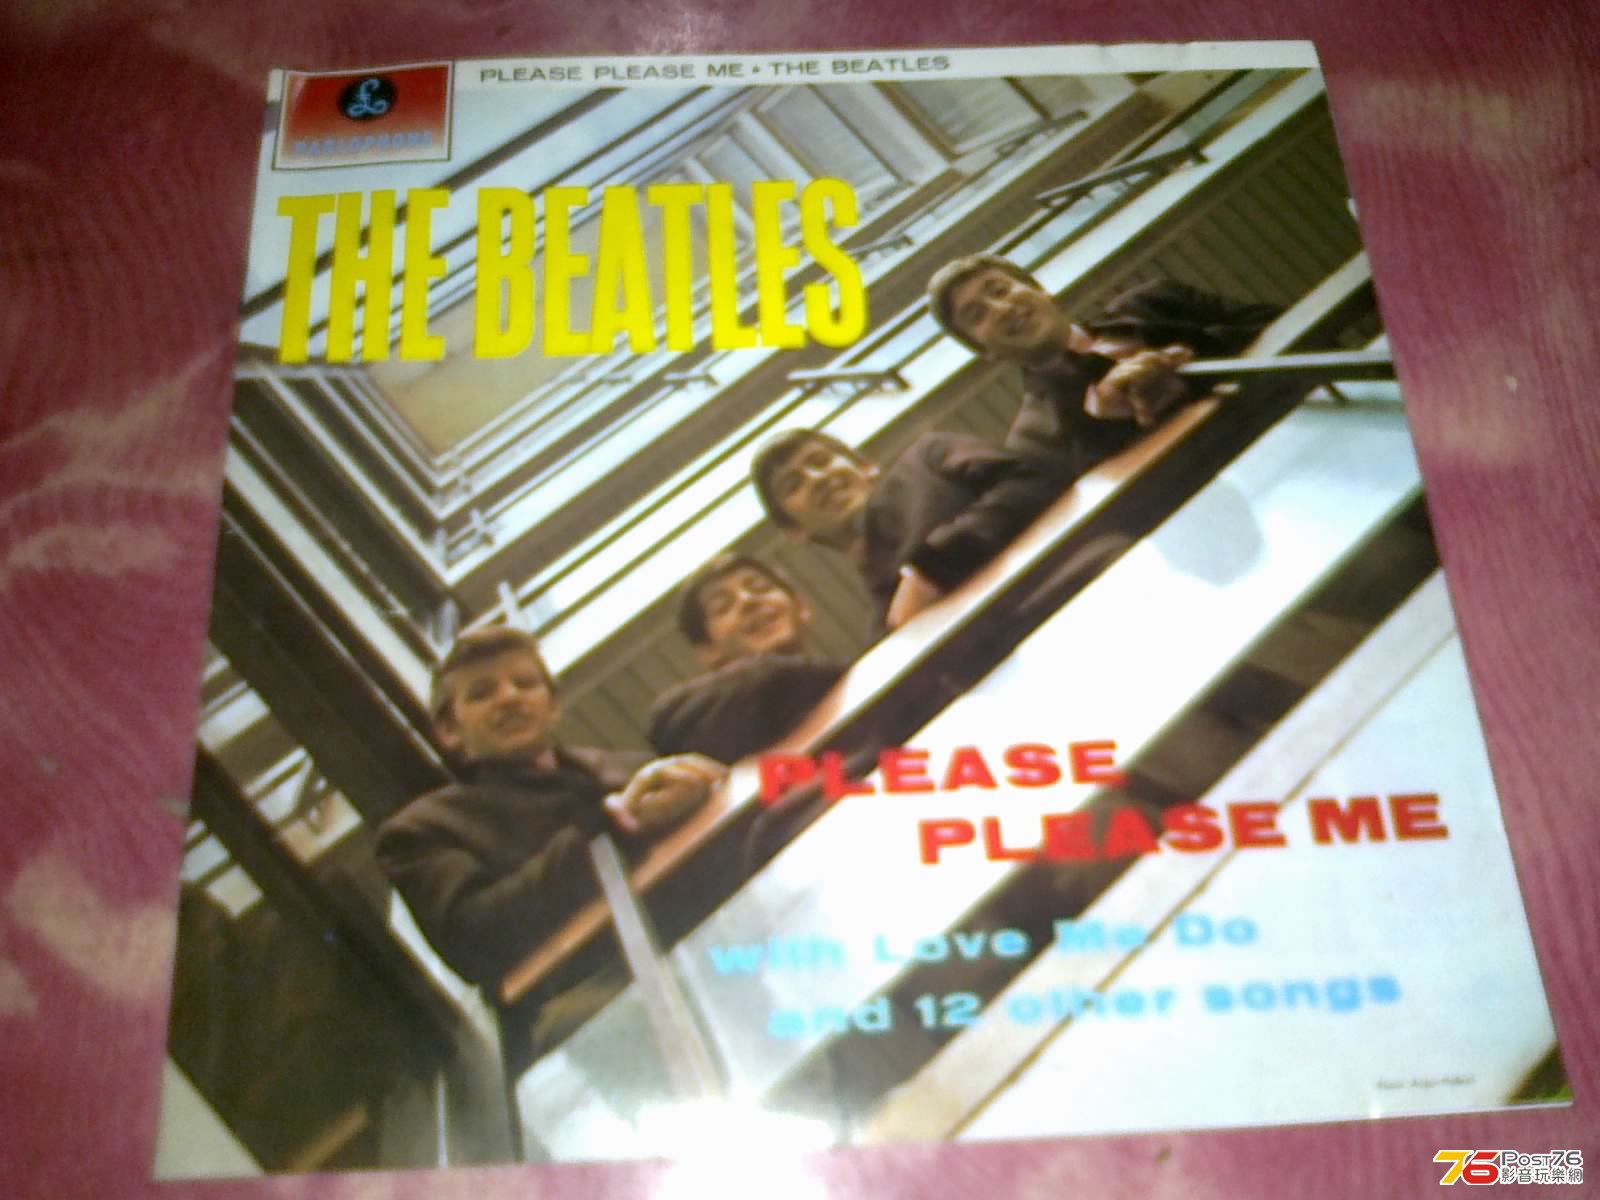 PLEASE PLEASE ME • THE BEATLES
£
PARLOPHONE
THE BEATLES
PLEASE
PLEASE ME
with Love Me Do
and 12 other songs
76 Post76
影音玩樂網